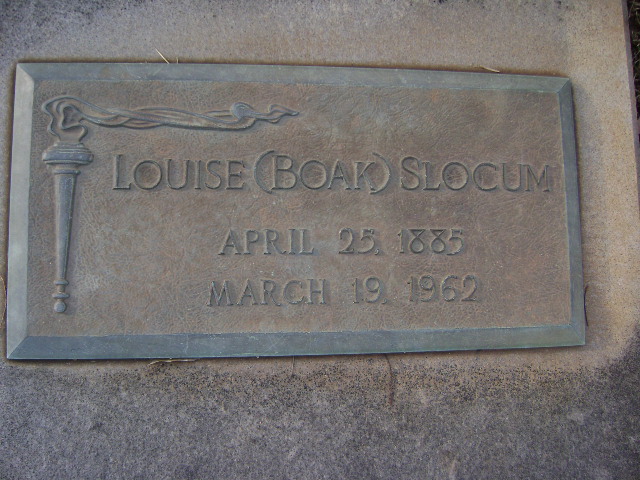 LOUISE (BOAK) SLOCUM
APRIL 25, 1885
MARCH 19, 1962